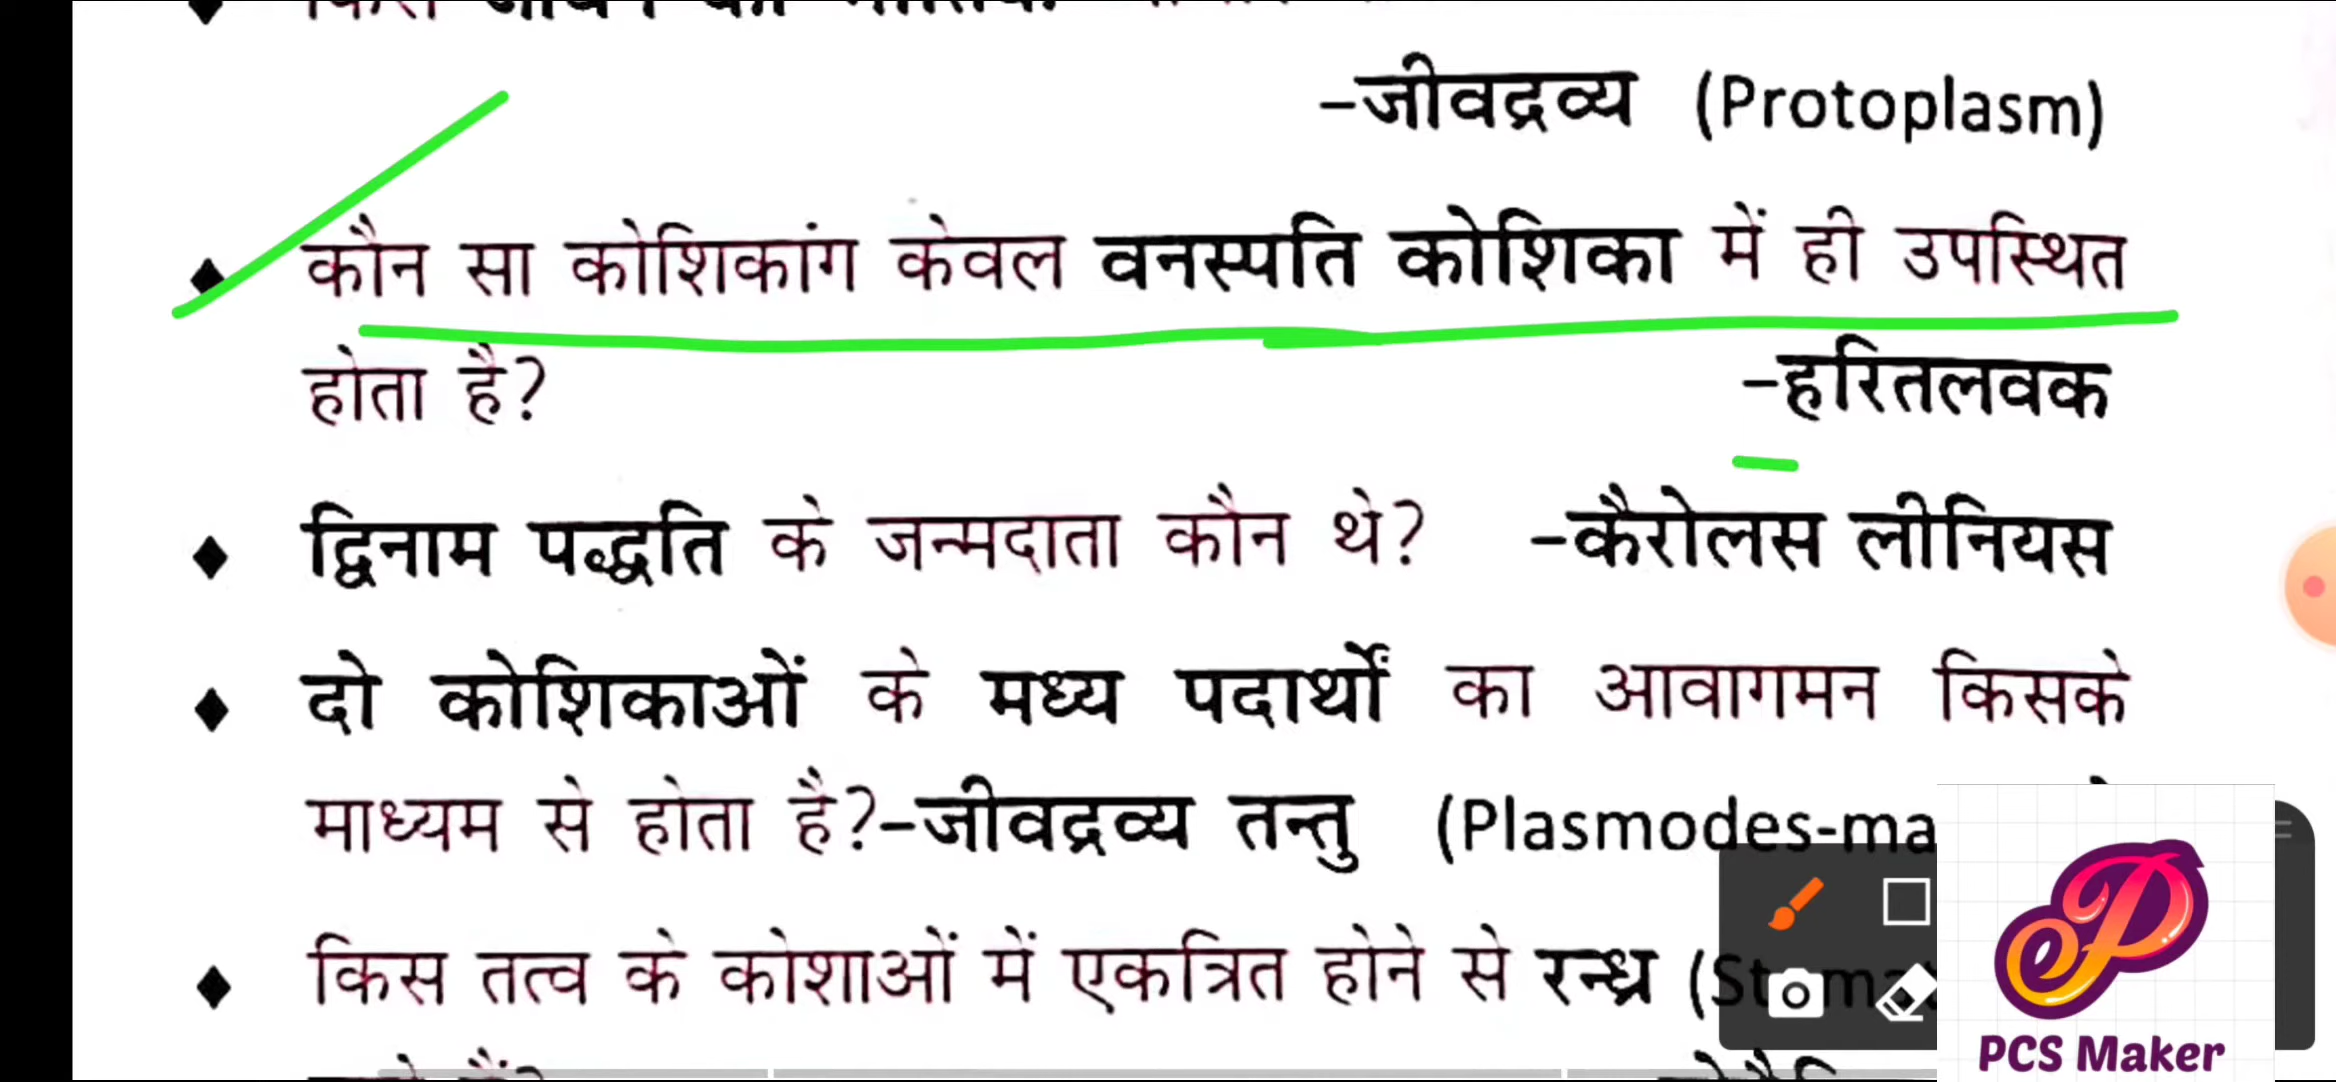 -जीवद्रव्य (Protoplasm)
♦ कौन सा कोशिकांग केवल वनस्पति कोशिका में ही उपस्थित
होता है? -हरितलवक
♦ द्विनाम पद्धति के जन्मदाता कौन थे? -कैरोलस लीनियस
♦ दो कोशिकाओं के मध्य पदार्थों का आवागमन किसके
माध्यम से होता है?-जीवद्रव्य तन्तु (Plasmodes-ma
♦ किस तत्व के कोशाओं में एकत्रित होने से रन्ध्र
PCS Maker